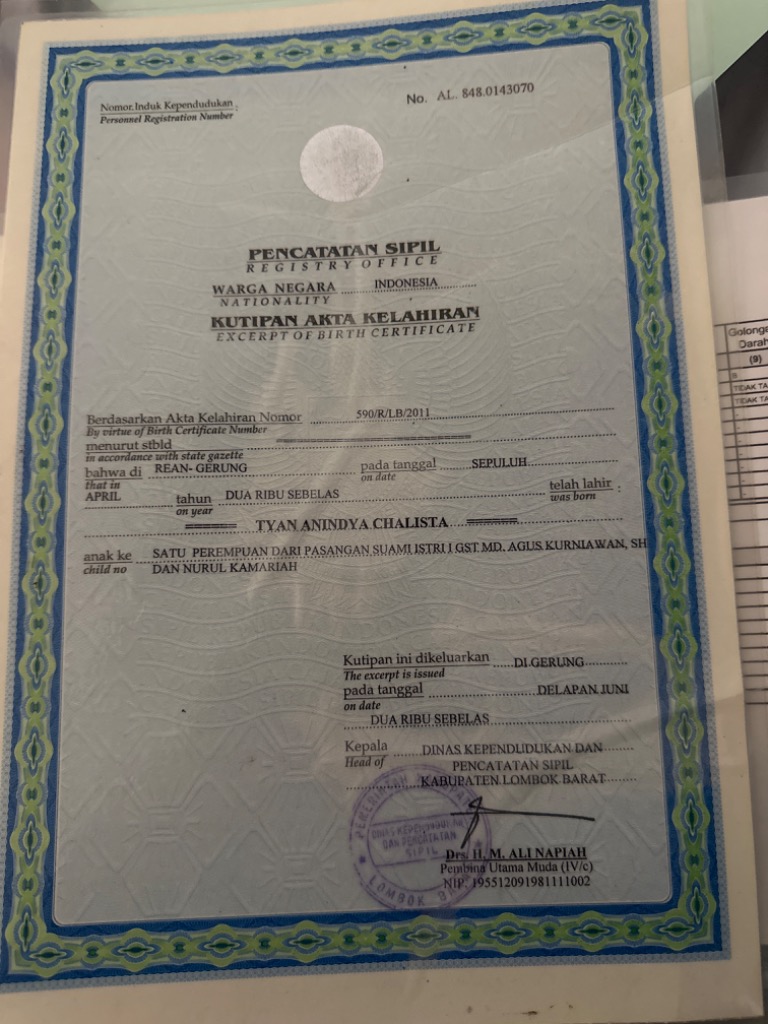 Nomor Induk Kependudukan :
Personnel Registration Number
No. AL. 848.0143070
PENCATATAN SIPIL
REGISTRY OFFICE
WARGA NEGARA INDONESIA
NATIONALITY
KUTIPAN AKTA KELAHIRAN
EXCERPT OF BIRTH CERTIFICATE
Berdasarkan Akta Kelahiran Nomor 590/R/LB/2011
By virtue of Birth Certificate Number
menurut stbld
in accordance with state gazette
bahwa di REAN- GERUNG pada tanggal SEPULUH
that in on date
APRIL tahun DUA RIBU SEBELAS telah lahir :
on year was born
TYAN ANINDYA CHALISTA
anak ke SATU PEREMPUAN DARI PASANGAN SUAMI ISTRI I GST MD. AGUS KURNIAWAN, SH
child no DAN NURUL KAMARIAH
Kutipan ini dikeluarkan DI GERUNG
The excerpt is issued
pada tanggal DELAPAN JUNI
on date
DUA RIBU SEBELAS
Kepala DINAS KEPENDUDUKAN DAN
Head of PENCATATAN SIPIL
KABUPATEN LOMBOK BARAT
DINAS KEPENDUDUKAN
DAN PENCATATAN
SIPIL
LOMBOK
Drs. H. M. ALI NAPIAH
Pembina Utama Muda (IV/c)
NIP. 195512091981111002
Darah
(9)
TIDAK
TIDAK